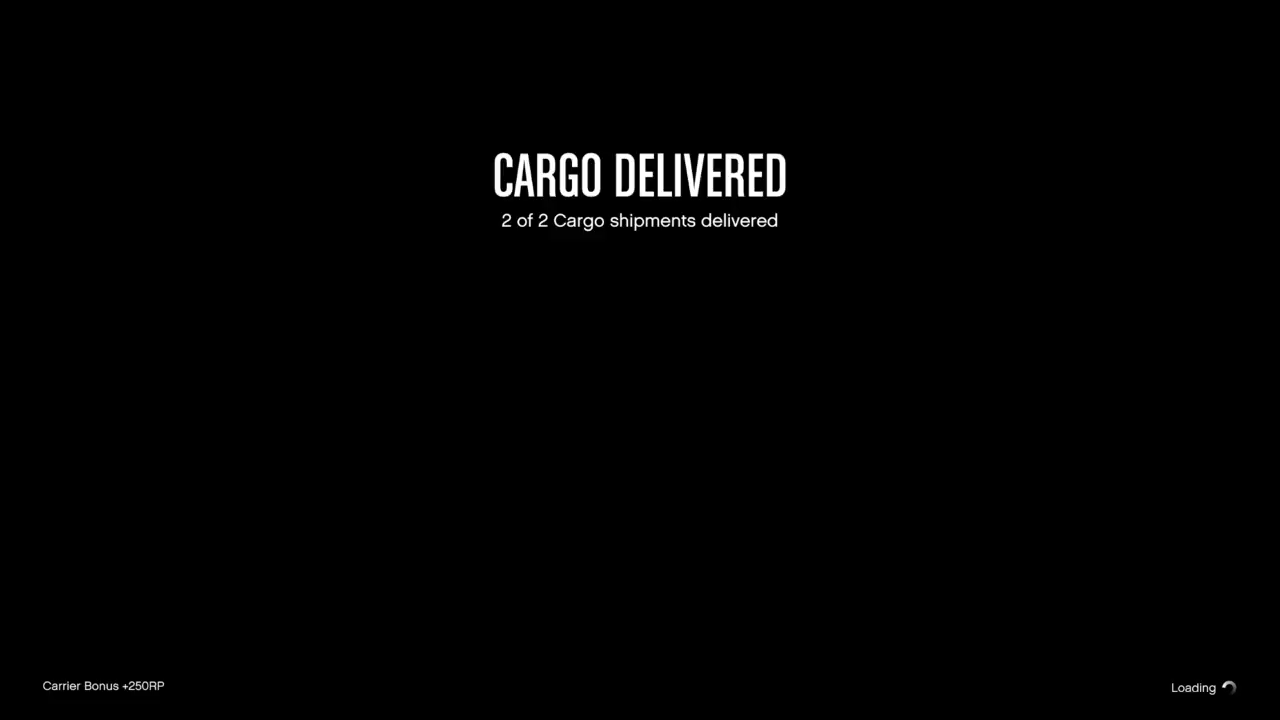 CARGO DELIVERED
2 of 2 Cargo shipments delivered
Carrier Bonus +250RP
Loading